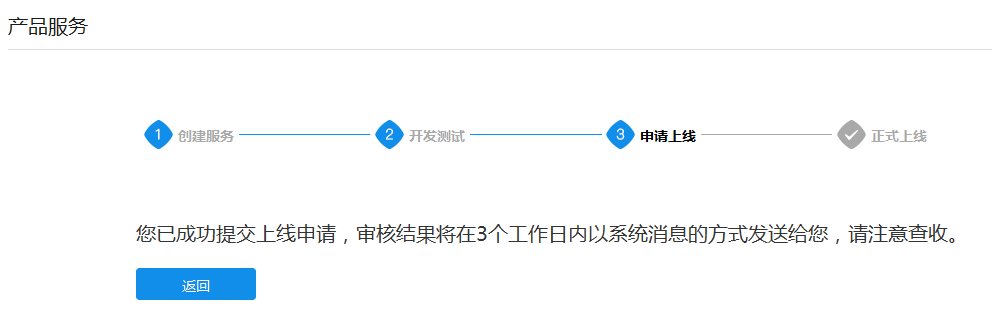 产品服务
1 创建服务 2 开发测试 3 申请上线 正式上线
您已成功提交上线申请，审核结果将在3个工作日内以系统消息的方式发送给您，请注意查收。
返回